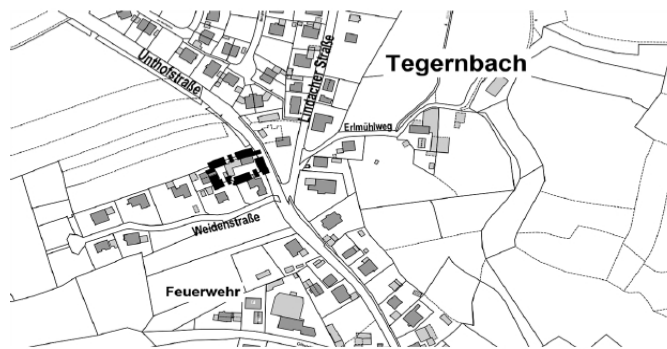 Tegernbach
Unthofstraße
Lindacher Straße
Erlmühlweg
Weidenstraße
Feuerwehr